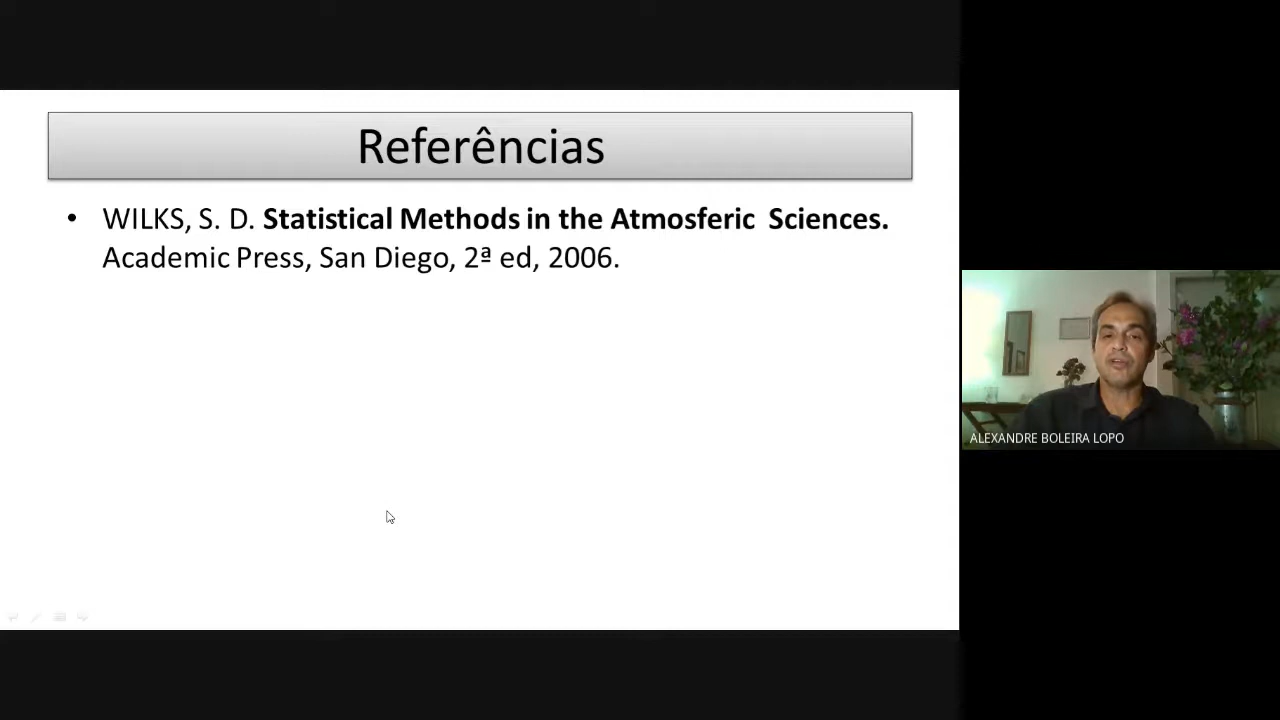 Referências
• WILKS, S. D. Statistical Methods in the Atmosferic Sciences.
Academic Press, San Diego, 2ª ed, 2006.
ALEXANDRE BOLEIRA LOPO